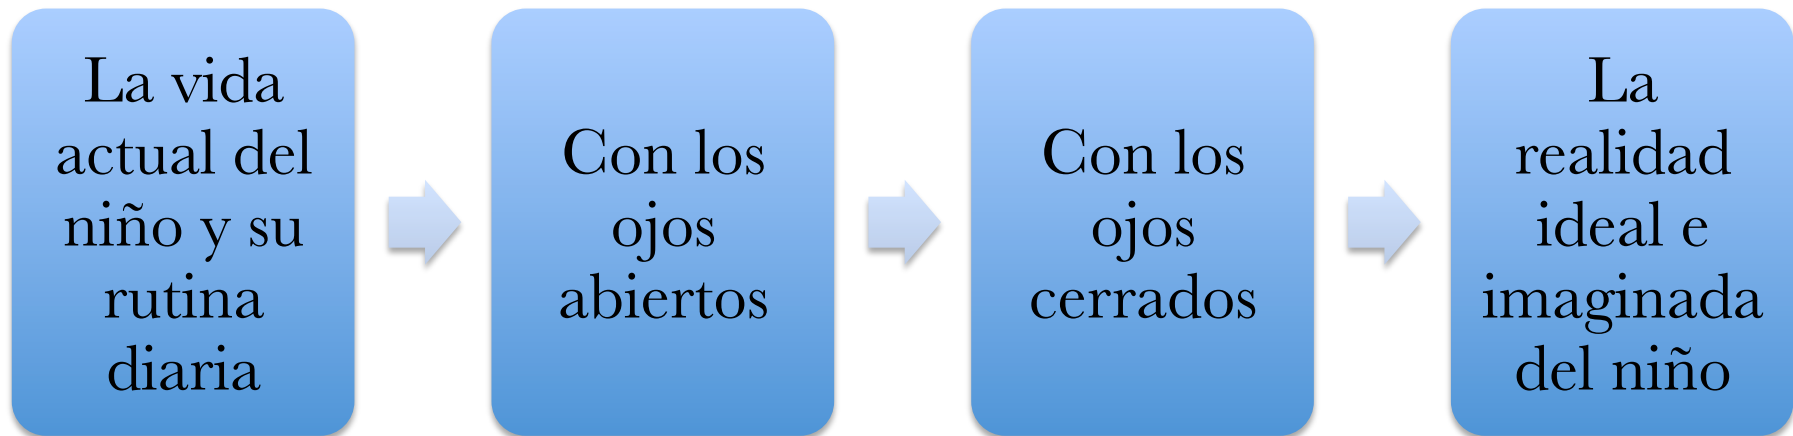 La vida
actual del
niño y su
rutina
diaria
Con los
ojos
abiertos
Con los
ojos
cerrados
La
realidad
ideal e
imaginada
del niño